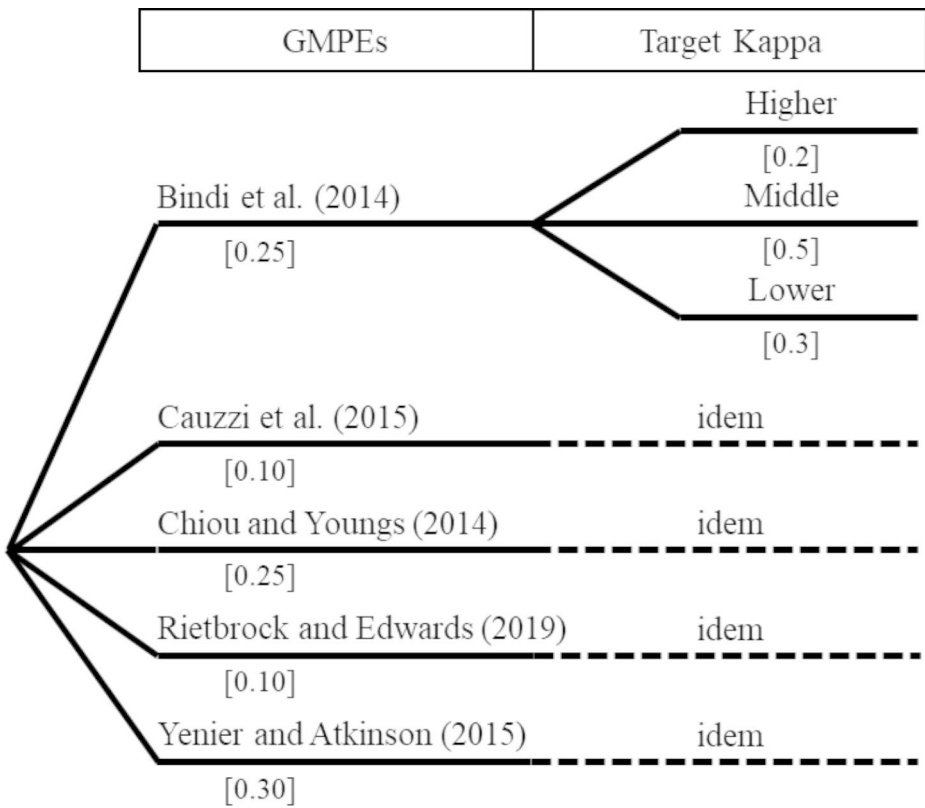 GMPEs Target Kappa
Higher
[0.2]
Bindi et al. (2014) Middle
[0.25] [0.5]
Lower
[0.3]
Cauzzi et al. (2015) idem
[0.10]
Chiou and Youngs (2014) idem
[0.25]
Rietbrock and Edwards (2019) idem
[0.10]
Yenier and Atkinson (2015) idem
[0.30]